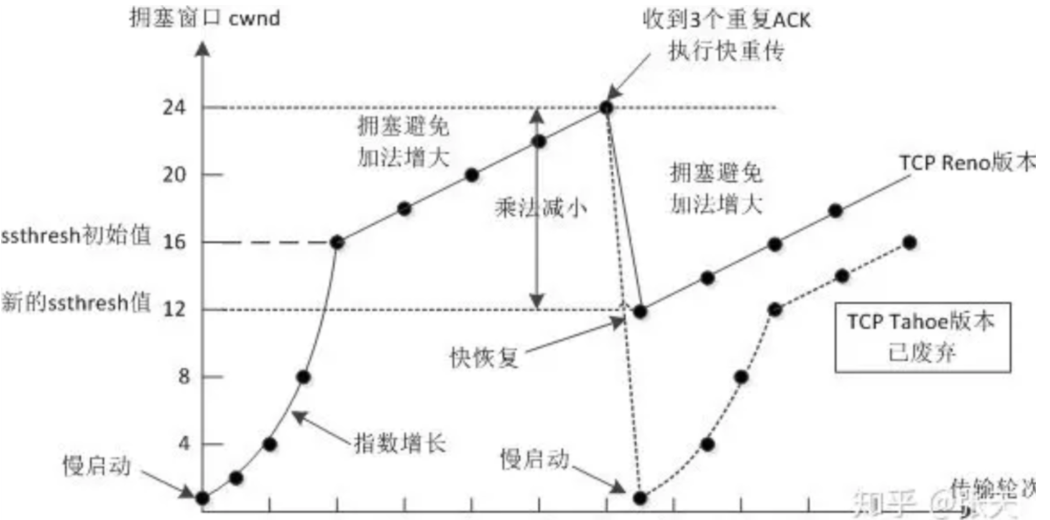 拥塞窗口 cwnd
收到3个重复ACK
执行快重传
24
拥塞避免
加法增大
20
拥塞避免
加法增大
TCP Reno版本
乘法减小
ssthresh初始值
16
新的ssthresh值
12
TCP Tahoe版本
已废弃
快恢复
8
4
指数增长
慢启动
慢启动
传输轮次
知乎